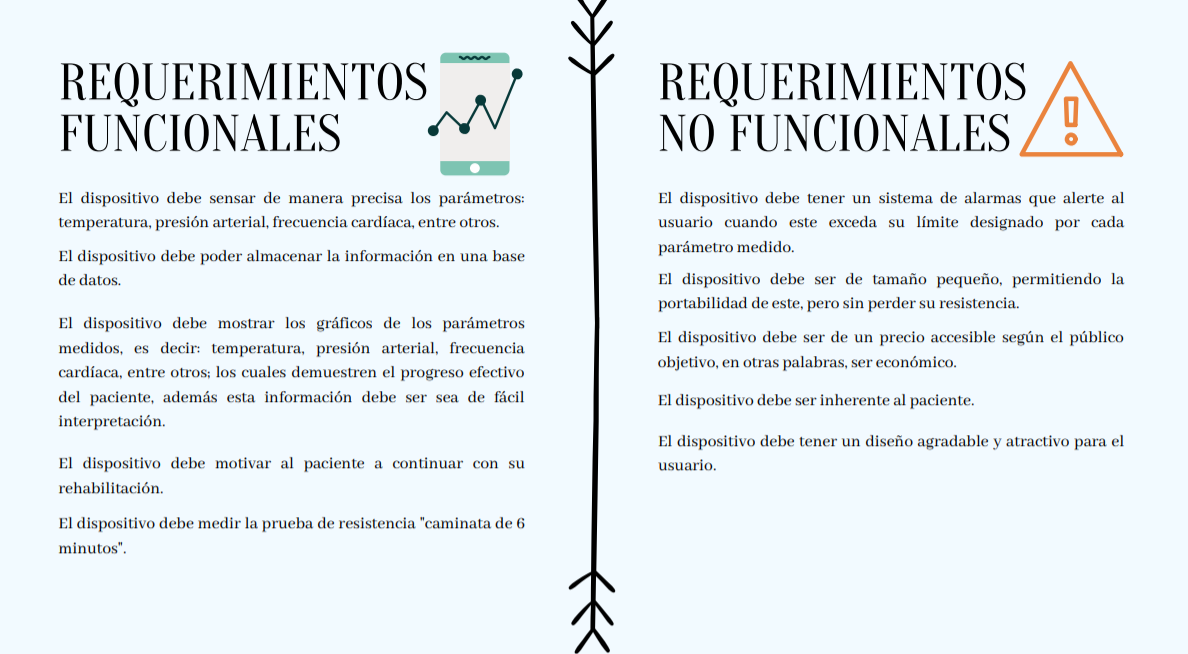 REQUERIMIENTOS
FUNCIONALES
El dispositivo debe sensar de manera precisa los parámetros:
temperatura, presión arterial, frecuencia cardíaca, entre otros.
El dispositivo debe poder almacenar la información en una base
de datos.
El dispositivo debe mostrar los gráficos de los parámetros
medidos, es decir: temperatura, presión arterial, frecuencia
cardíaca, entre otros; los cuales demuestren el progreso efectivo
del paciente, además esta información debe ser sea de fácil
interpretación.
El dispositivo debe motivar al paciente a continuar con su
rehabilitación.
El dispositivo debe medir la prueba de resistencia "caminata de 6
minutos".
REQUERIMIENTOS
NO FUNCIONALES
El dispositivo debe tener un sistema de alarmas que alerte al
usuario cuando este exceda su límite designado por cada
parámetro medido.
El dispositivo debe ser de tamaño pequeño, permitiendo la
portabilidad de este, pero sin perder su resistencia.
El dispositivo debe ser de un precio accesible según el público
objetivo, en otras palabras, ser económico.
El dispositivo debe ser inherente al paciente.
El dispositivo debe tener un diseño agradable y atractivo para el
usuario.